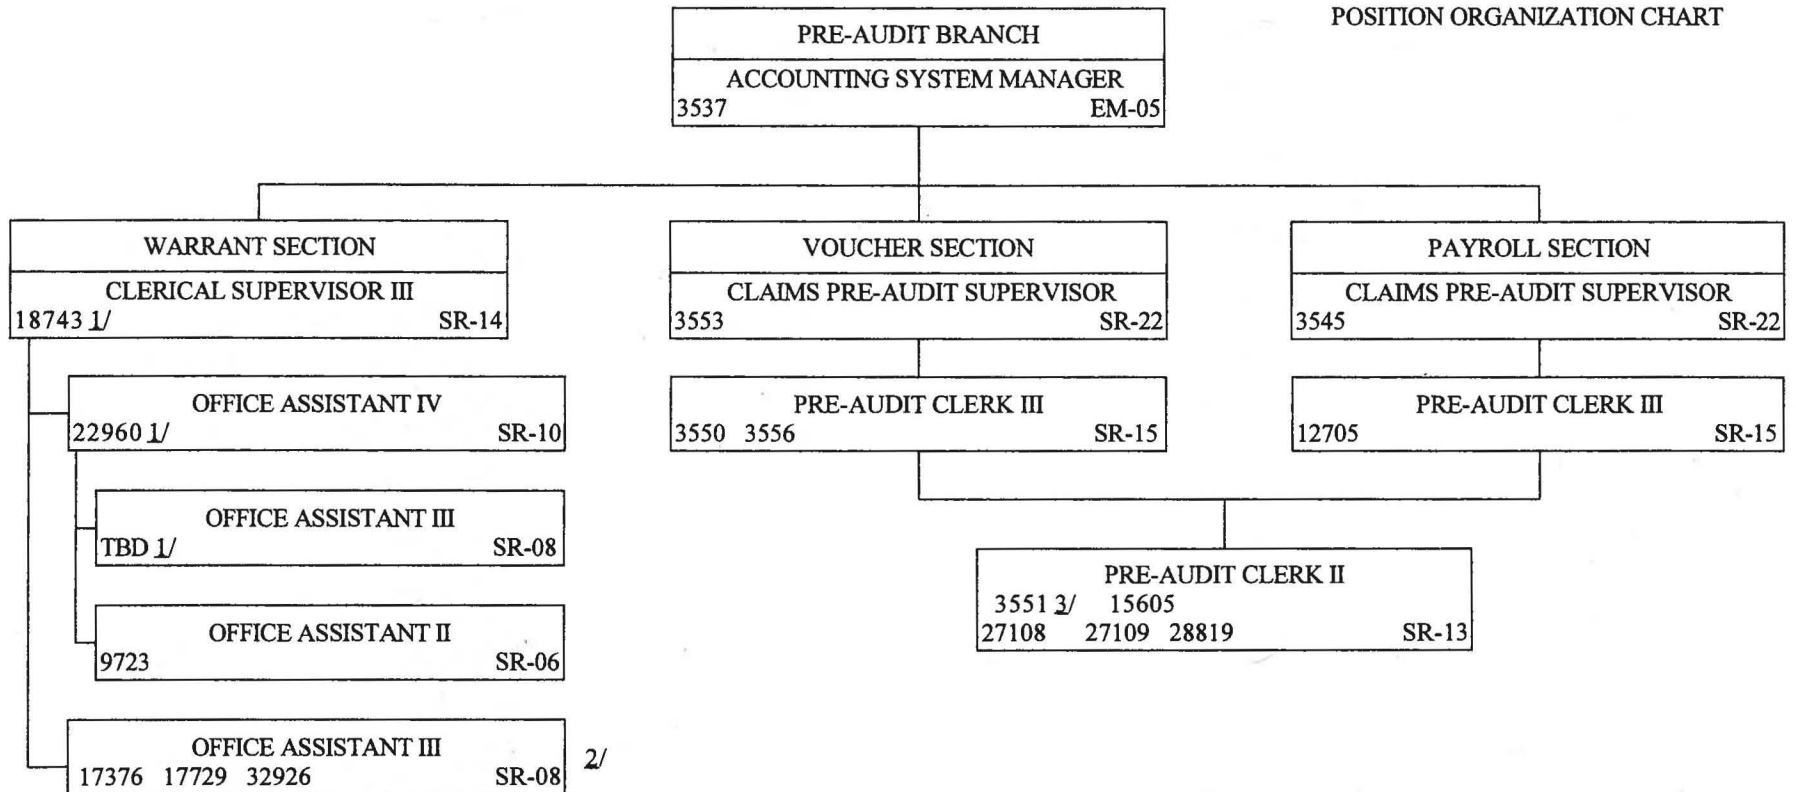 POSITION ORGANIZATION CHART
PRE-AUDIT BRANCH
ACCOUNTING SYSTEM MANAGER
3537 EM-05
WARRANT SECTION
CLERICAL SUPERVISOR III
18743 1/ SR-14
OFFICE ASSISTANT IV
22960 1/ SR-10
OFFICE ASSISTANT III
TBD 1/ SR-08
OFFICE ASSISTANT II
9723 SR-06
OFFICE ASSISTANT III
17376 17729 32926 SR-08 2/
VOUCHER SECTION
CLAIMS PRE-AUDIT SUPERVISOR
3553 SR-22
PRE-AUDIT CLERK III
3550 3556 SR-15
PAYROLL SECTION
CLAIMS PRE-AUDIT SUPERVISOR
3545 SR-22
PRE-AUDIT CLERK III
12705 SR-15
PRE-AUDIT CLERK II
3551 3/ 15605
27108 27109 28819 SR-13